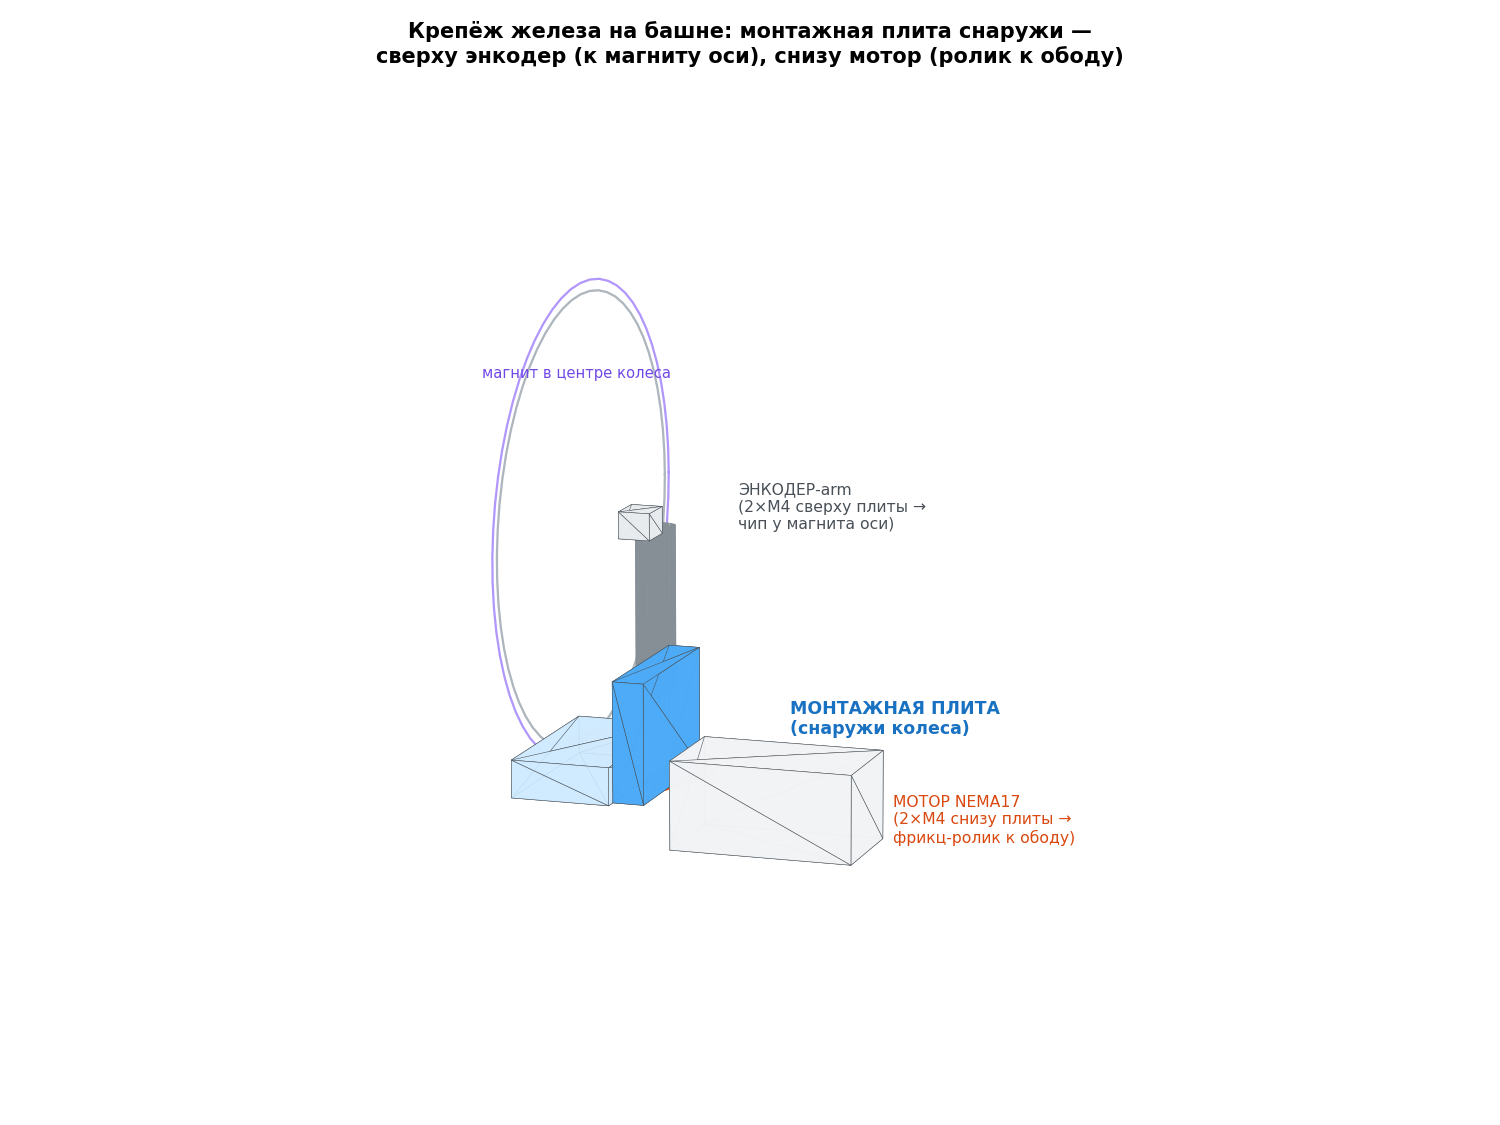 Крепёж железа на башне: монтажная плита снаружи —
сверху энкодер (к магниту оси), снизу мотор (ролик к ободу)
магнит в центре колеса
ЭНКОДЕР-arm
(2×М4 сверху плиты →
чип у магнита оси)
МОНТАЖНАЯ ПЛИТА
(снаружи колеса)
МОТОР NEMA17
(2×М4 снизу плиты →
фрикц-ролик к ободу)